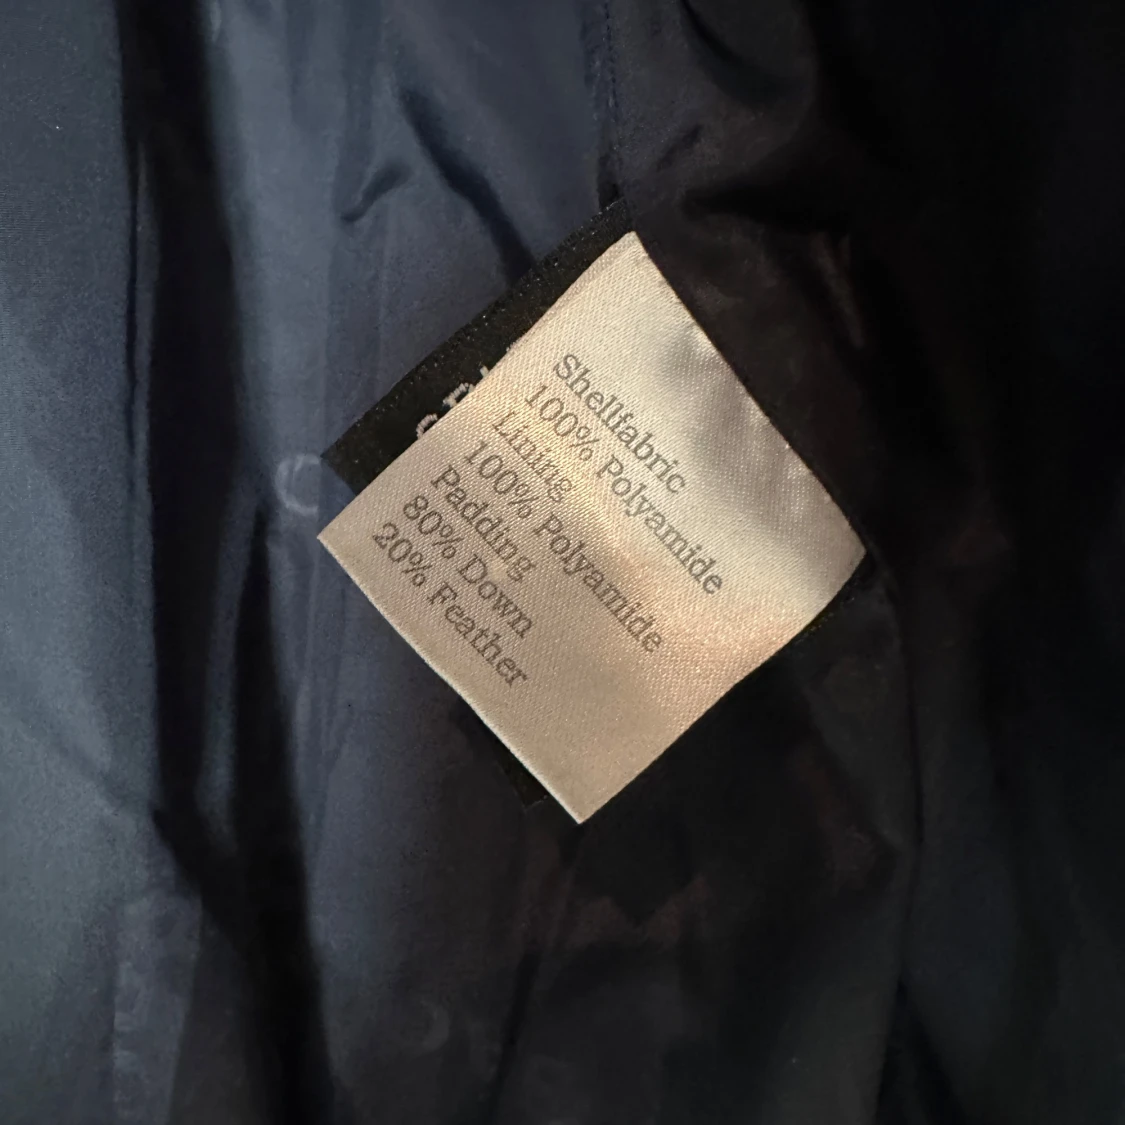 Shellfabric
100% Polyamide
Lining
100% Polyamide
Padding
80% Down
20% Feather